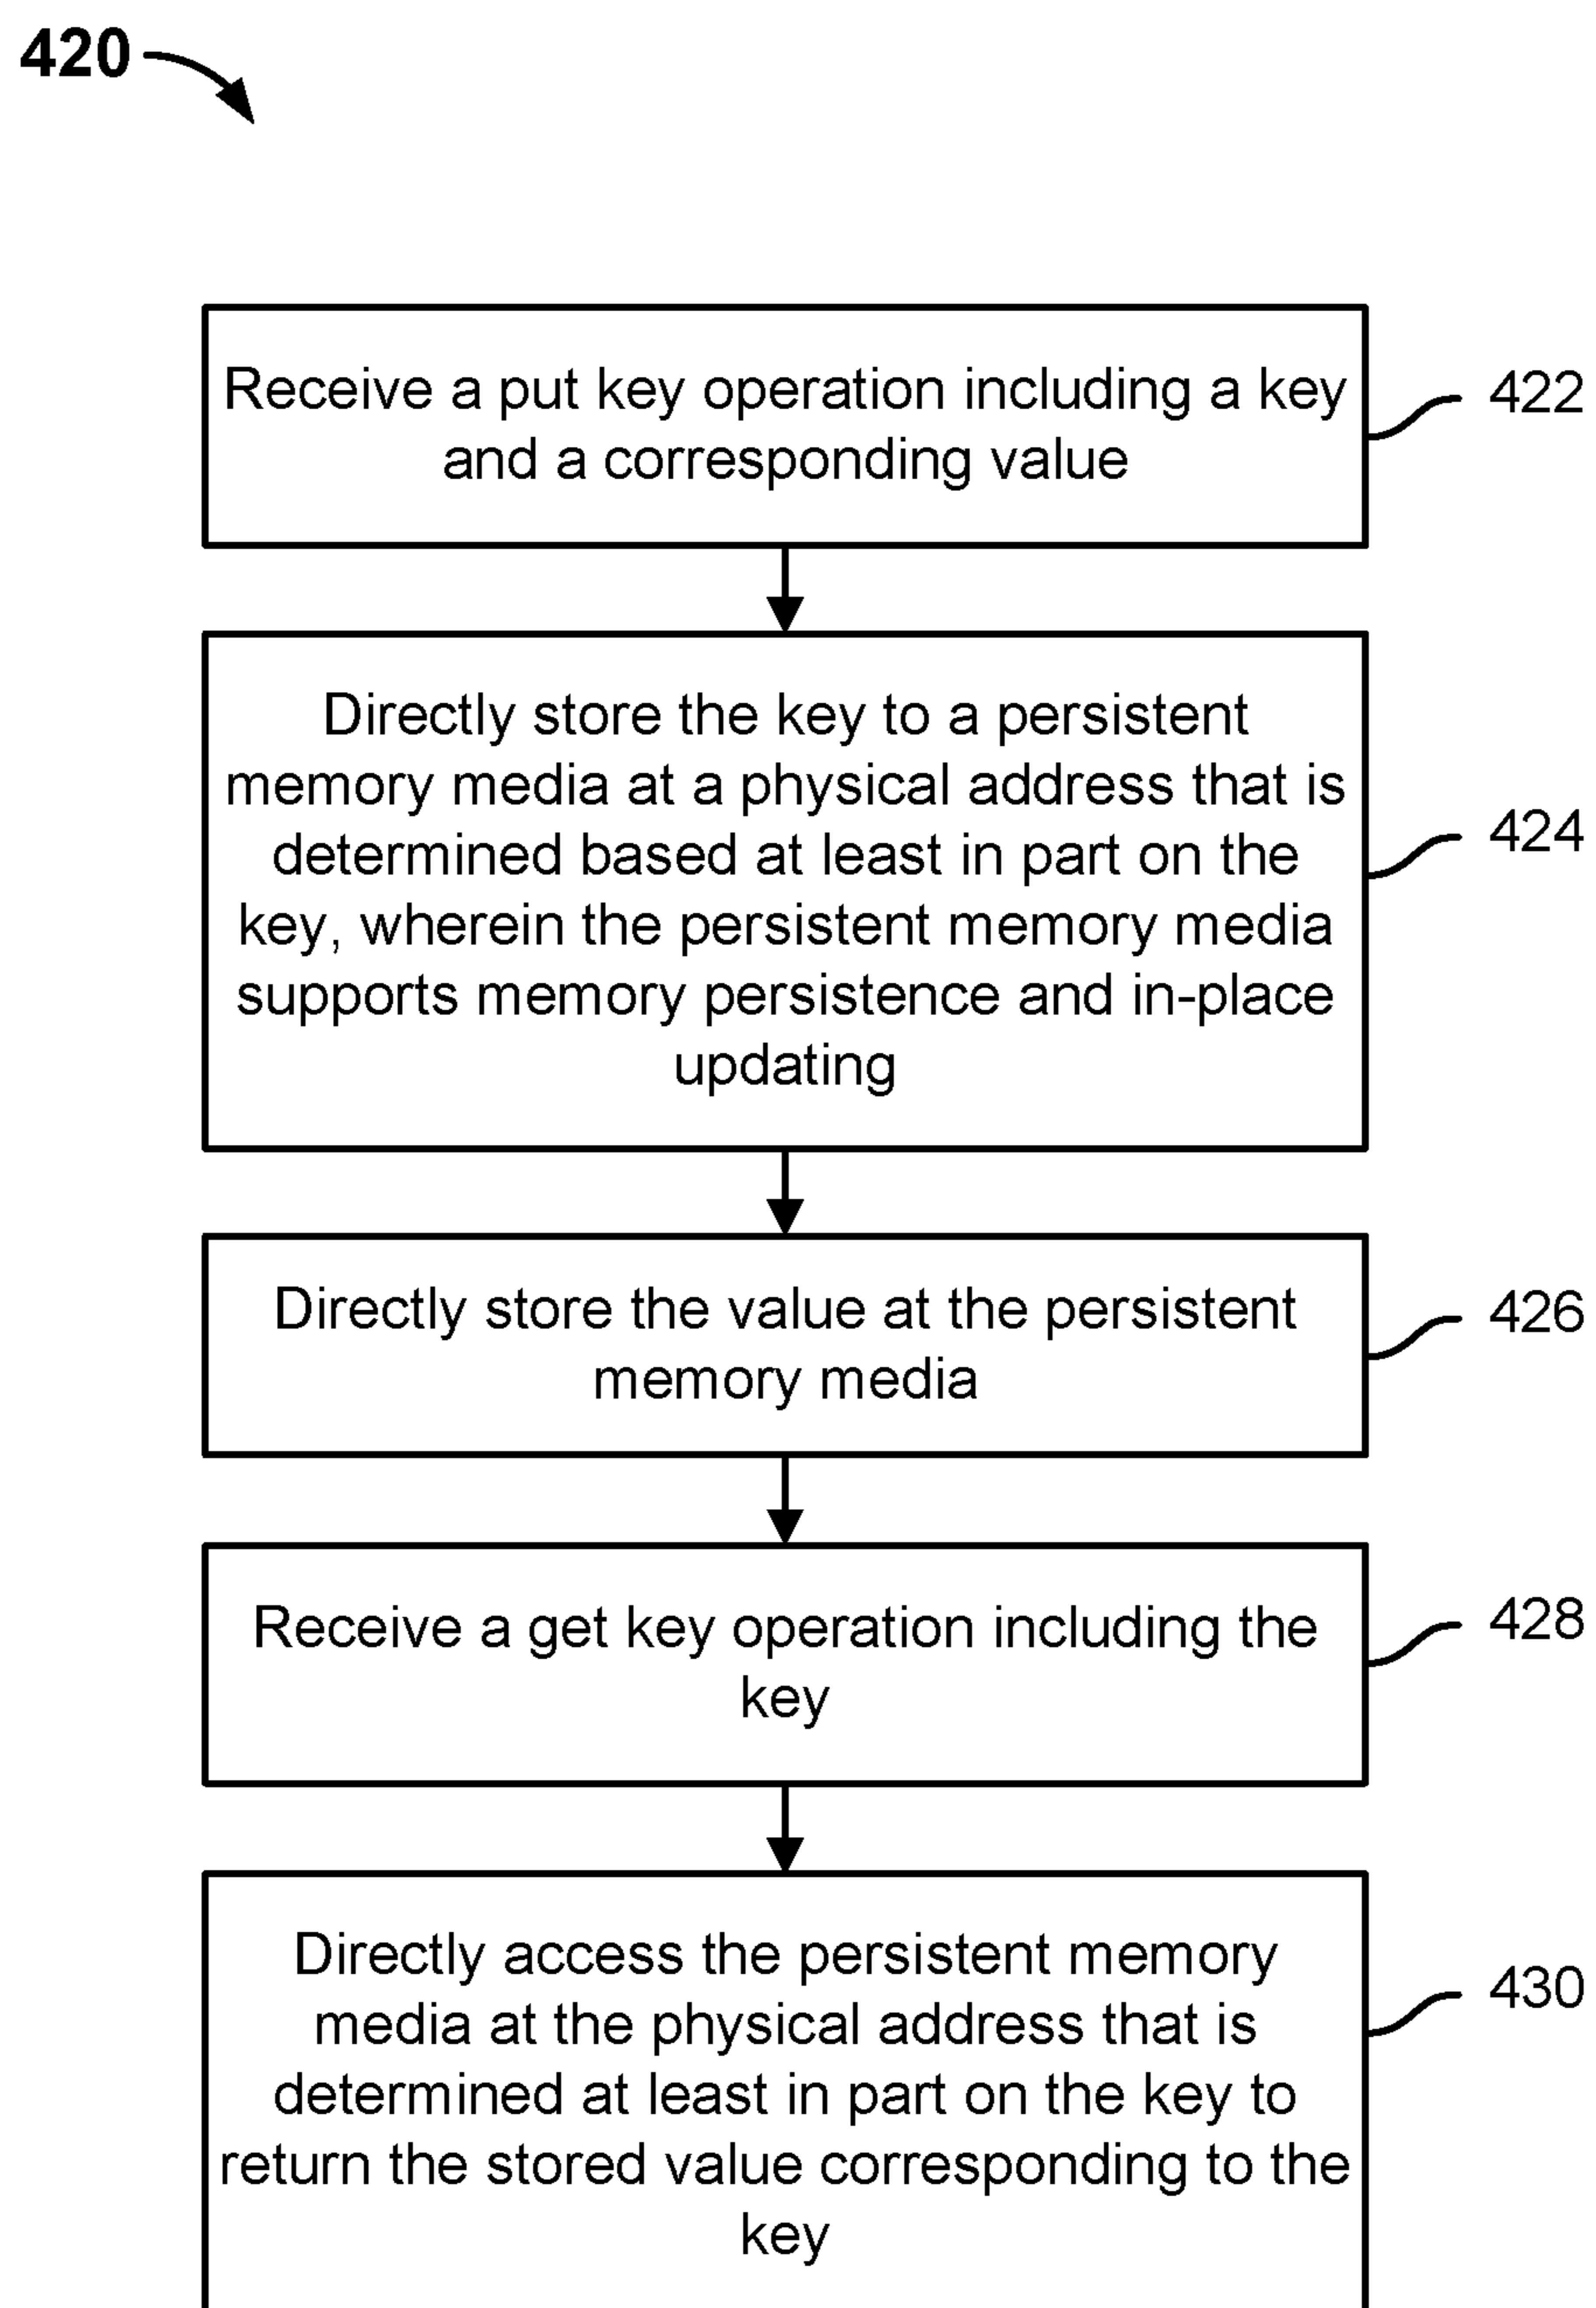 420
Receive a put key operation including a key
and a corresponding value
422
Directly store the key to a persistent
memory media at a physical address that is
determined based at least in part on the
key, wherein the persistent memory media
supports memory persistence and in-place
updating
424
Directly store the value at the persistent
memory media
426
Receive a get key operation including the
key
428
Directly access the persistent memory
media at the physical address that is
determined at least in part on the key to
return the stored value corresponding to the
key
430